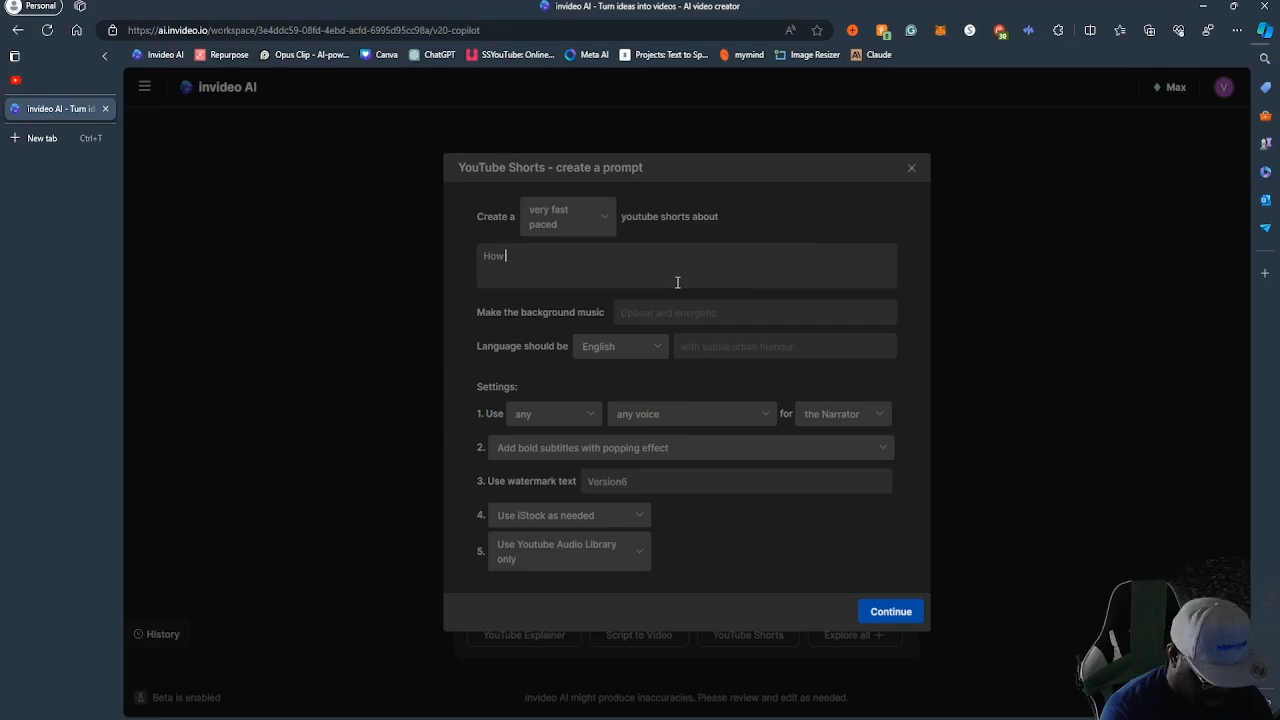 Personal
invideo AI - Turn ideas into videos - AI video creator
https://ai.invideo.io/workspace/3e4ddc59-08fd-4ebd-acfd-6995d95cc98a/v20-copilot
Invideo AI
Repurpose
Opus Clip - AI-pow...
Canva
ChatGPT
SSYouTube: Online...
Meta AI
Projects: Text to Sp...
mymind
Image Resizer
Claude
invideo AI - Turn id
New tab
Ctrl+T
invideo AI
Max
V
YouTube Shorts - create a prompt
Create a very fast paced youtube shorts about
How
Make the background music Upbeat and energetic
Language should be English with subtle urban humour
Settings:
1. Use any any voice for the Narrator
2. Add bold subtitles with popping effect
3. Use watermark text Version6
4. Use iStock as needed
5. Use Youtube Audio Library only
Continue
History
YouTube Explainer
Script to Video
YouTube Shorts
Explore all +
Beta is enabled
Invideo AI might produce inaccuracies. Please review and edit as needed.